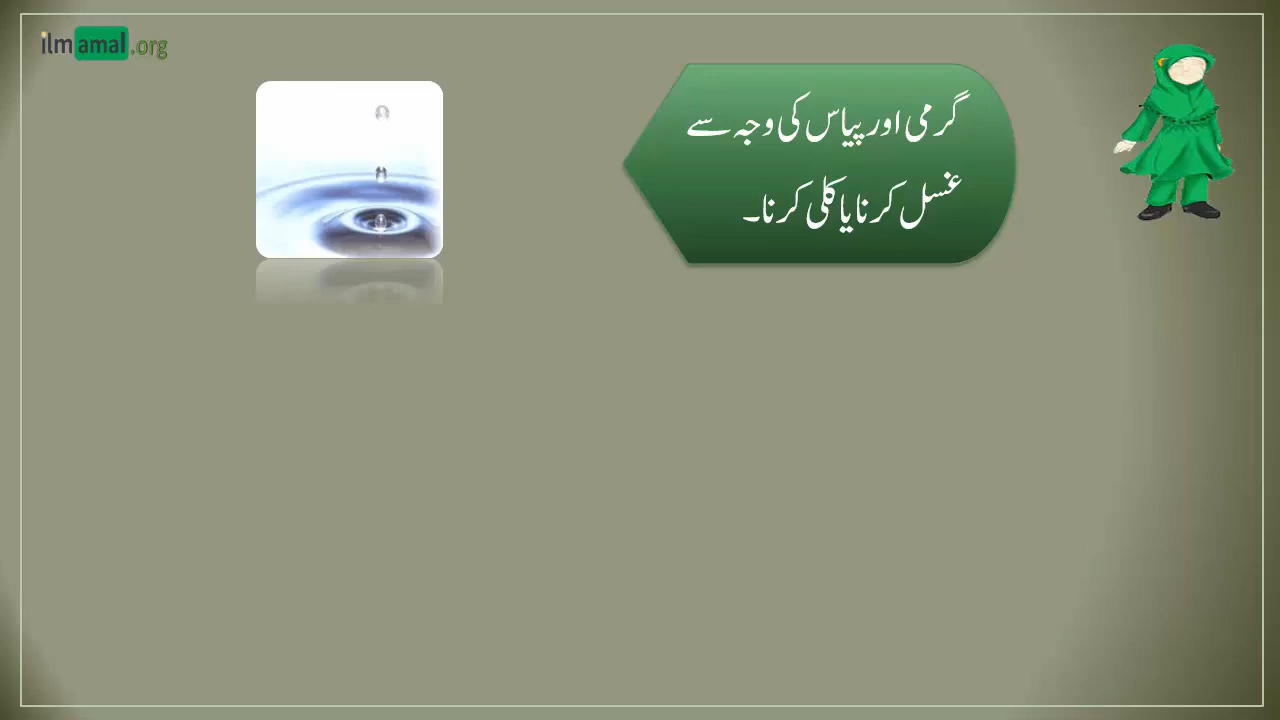 ilmamal.org
گرمی اور پیاس کی وجہ سے
غسل کرنا یا کلی کرنا۔